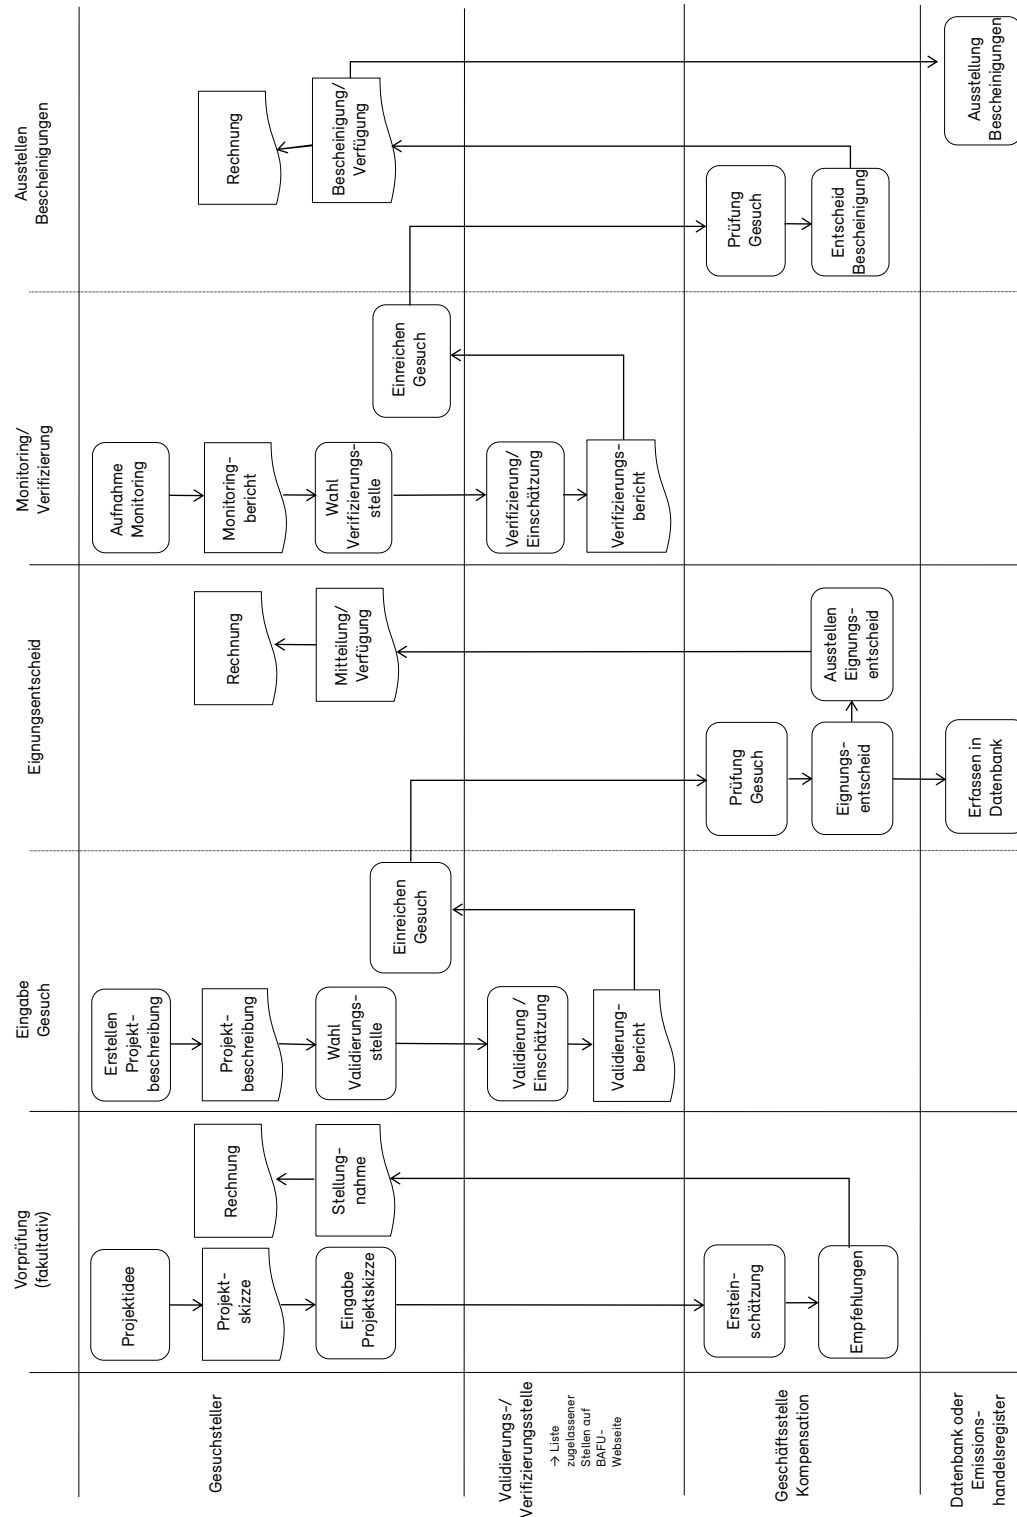 Vorprüfung
(fakultativ)
Eingabe
Gesuch
Eignungsentscheid
Monitoring/
Verifizierung
Ausstellen
Bescheinigungen
Gesuchsteller
Projektidee
Projekt-
skizze
Eingabe
Projektskizze
Rechnung
Stellung-
nahme
Erstellen
Projekt-
beschreibung
Projekt-
beschreibung
Wahl
Validierungs-
stelle
Einreichen
Gesuch
Rechnung
Mitteilung/
Verfügung
Aufnahme
Monitoring
Monitoring-
bericht
Wahl
Verifizierungs-
stelle
Einreichen
Gesuch
Rechnung
Bescheinigung/
Verfügung
Validierungs-/
Verifizierungsstelle
→ Liste
zugelassener
Stellen auf
BAFU-
Webseite
Validierung /
Einschätzung
Validierung-
bericht
Verifizierung/
Einschätzung
Verifizierungs-
bericht
Geschäftsstelle
Kompensation
Erstein-
schätzung
Empfehlungen
Prüfung
Gesuch
Eignungs-
entscheid
Ausstellen
Eignungs-
entscheid
Prüfung
Gesuch
Entscheid
Bescheinigung
Datenbank oder
Emissions-
handelsregister
Erfassen in
Datenbank
Ausstellung
Bescheinigungen